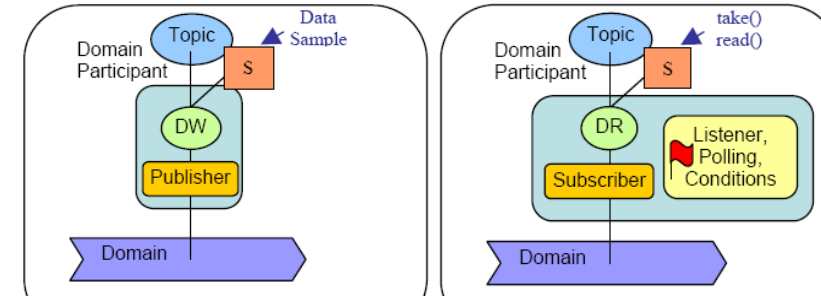 Topic
Data
Sample
Domain
Participant
S
DW
Publisher
Domain
Topic
take()
read()
Domain
Participant
S
DR
Listener,
Polling,
Conditions
Subscriber
Domain